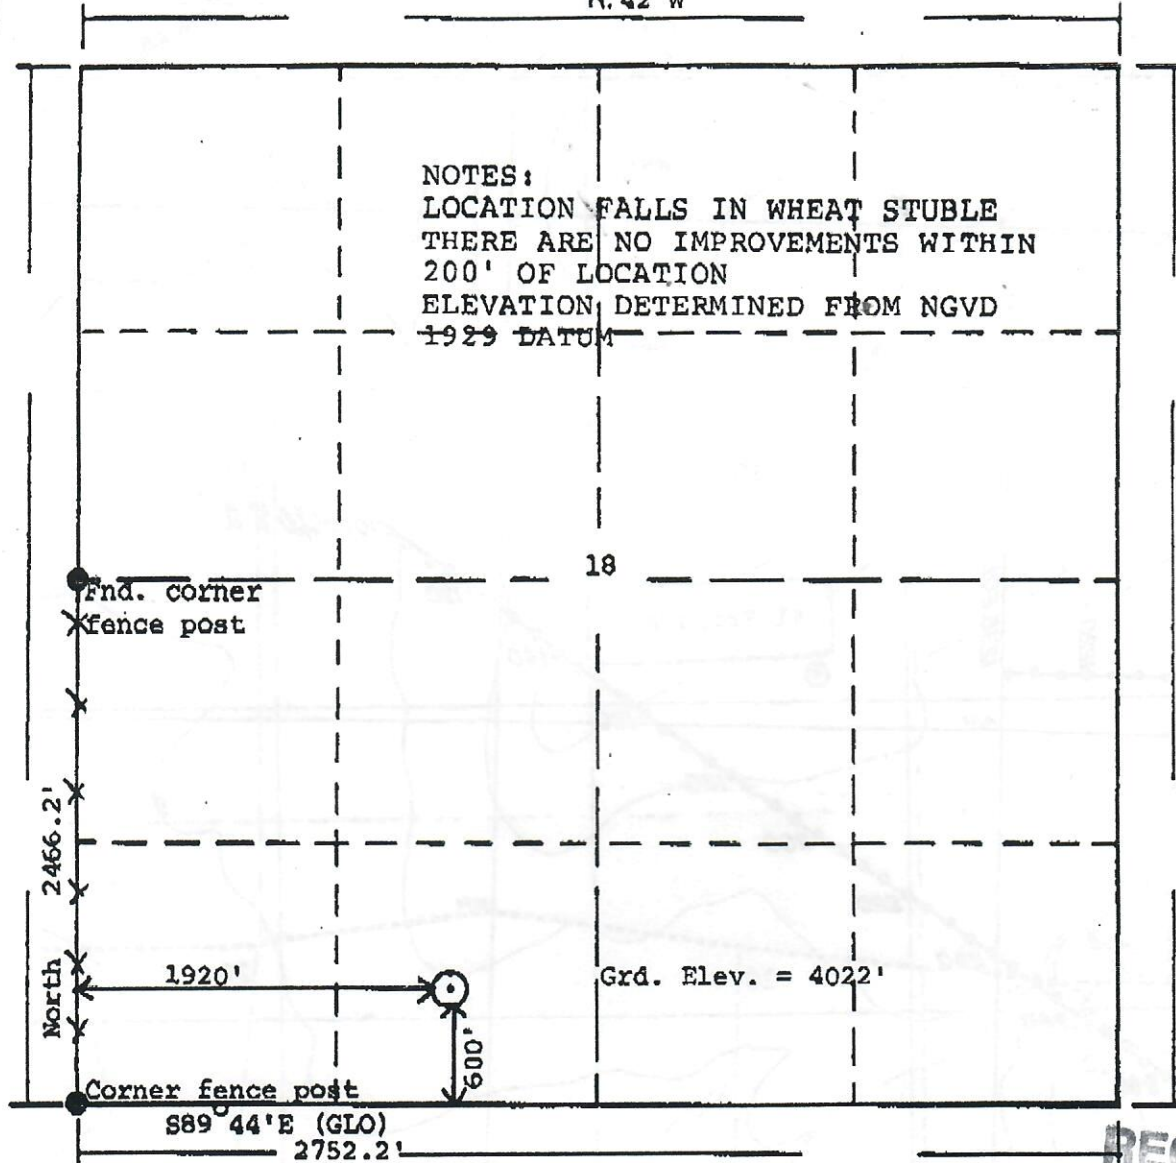 R. 42 W
NOTES:
LOCATION FALLS IN WHEAT STUBLE
THERE ARE NO IMPROVEMENTS WITHIN
200' OF LOCATION
ELEVATION DETERMINED FROM NGVD
1929 DATUM
18
Fnd. corner
fence post
North 2466.2'
1920'
Grd. Elev. = 4022'
600'
Corner fence post
S89°44'E (GLO)
2752.2'